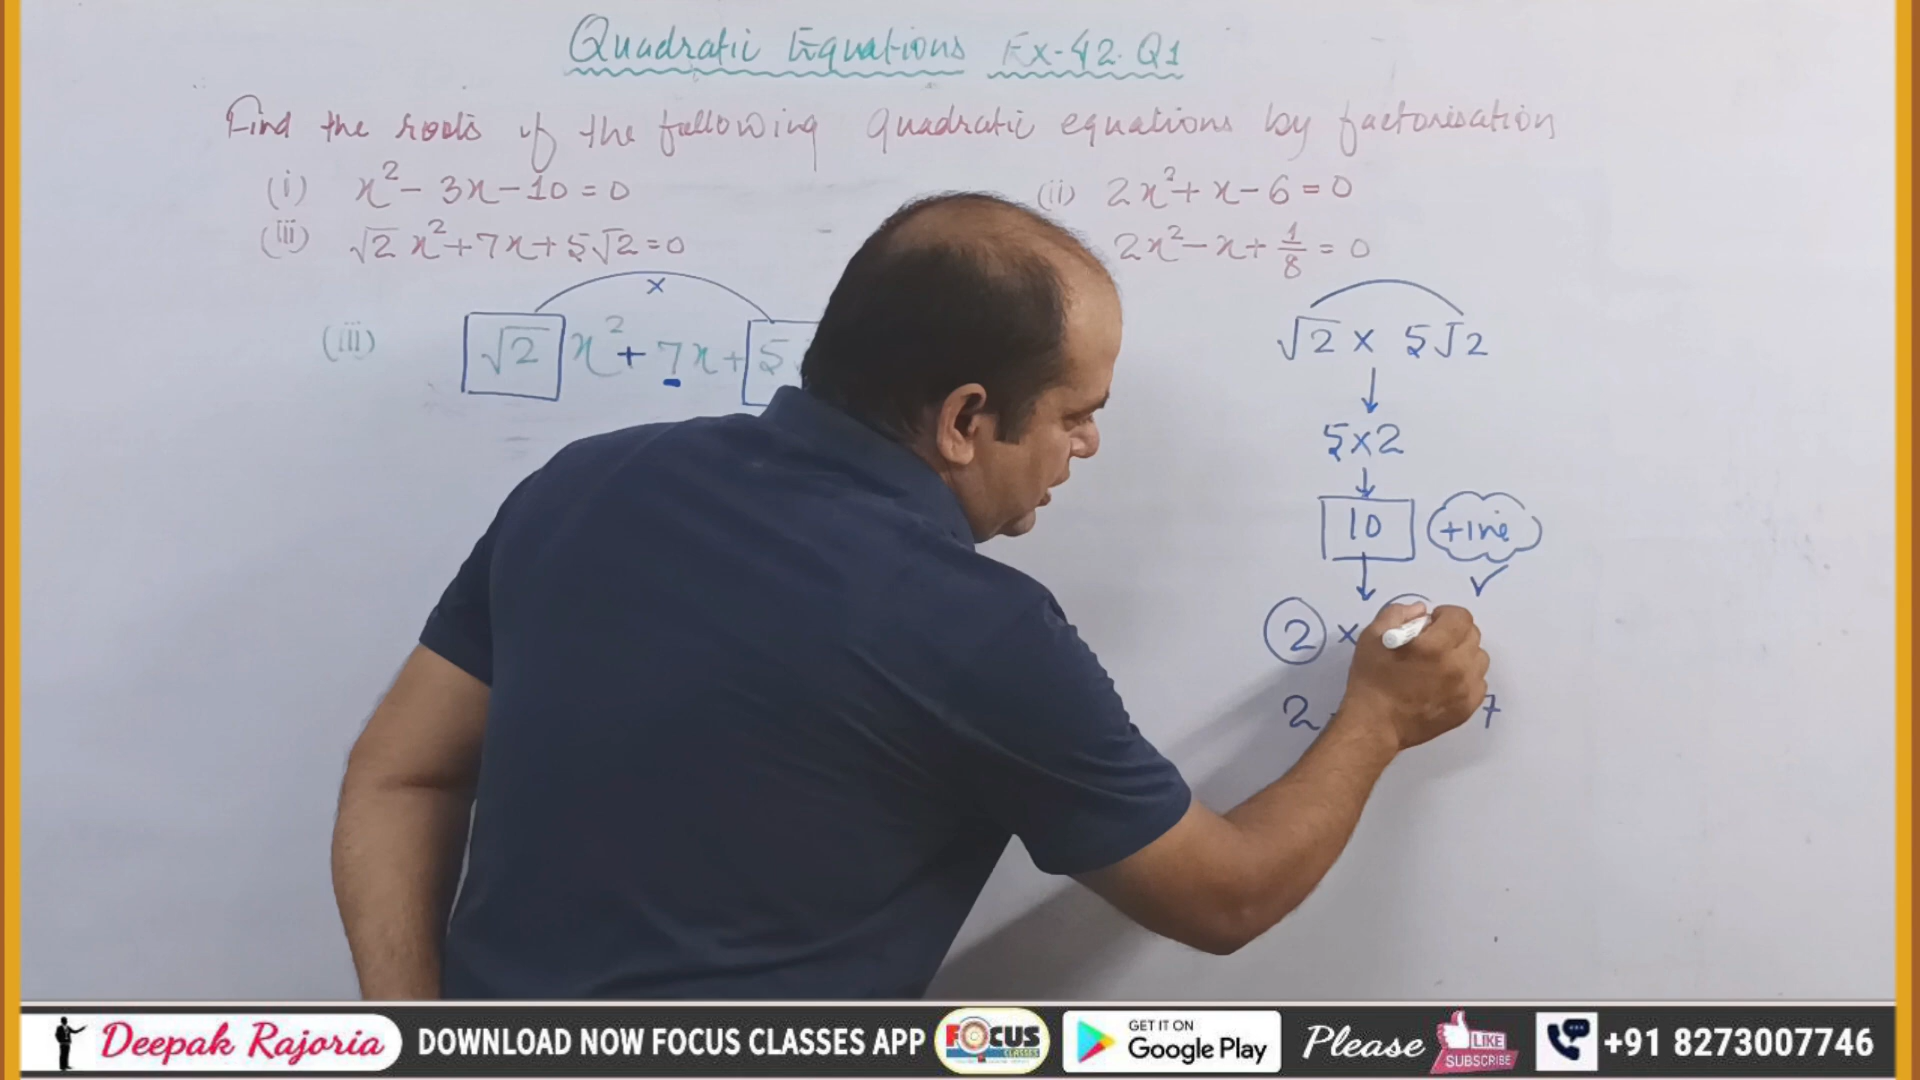 Quadratic Equations Ex-4.2. Q1
Find the roots of the following quadratic equations by factorisation
(i) x² - 3x - 10 = 0
(ii) 2x² + x - 6 = 0
(iii) √2 x² + 7x + 5√2 = 0
2x² - x + 1/8 = 0
x
(iii) √2 x² + 7x + 5
√2 × 5√2
↓
5×2
↓
10 +ive
↓ ✓
2 ×
2 7
Deepak Rajoria DOWNLOAD NOW FOCUS CLASSES APP FOCUS CLASSES GET IT ON Google Play Please LIKE SUBSCRIBE +91 8273007746